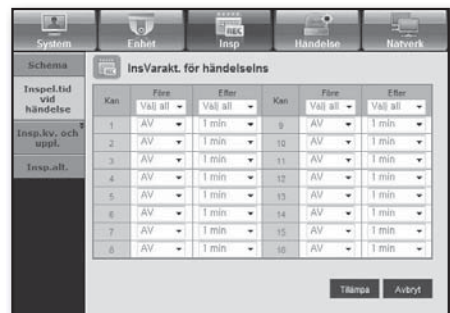 System Enhet Insp Händelse Nätverk
REC
Schema
Inspel.tid
vid
händelse
Insp.kv. och
uppl.
Insp.alt.
InsVarakt. för händelseIns
Kan Före Efter Kan Före Efter
Välj all Välj all Välj all Välj all
1 AV 1 min 9 AV 1 min
2 AV 1 min 10 AV 1 min
3 AV 1 min 11 AV 1 min
4 AV 1 min 12 AV 1 min
5 AV 1 min 13 AV 1 min
6 AV 1 min 14 AV 1 min
7 AV 1 min 15 AV 1 min
8 AV 1 min 16 AV 1 min
Tillämpa Avbryt